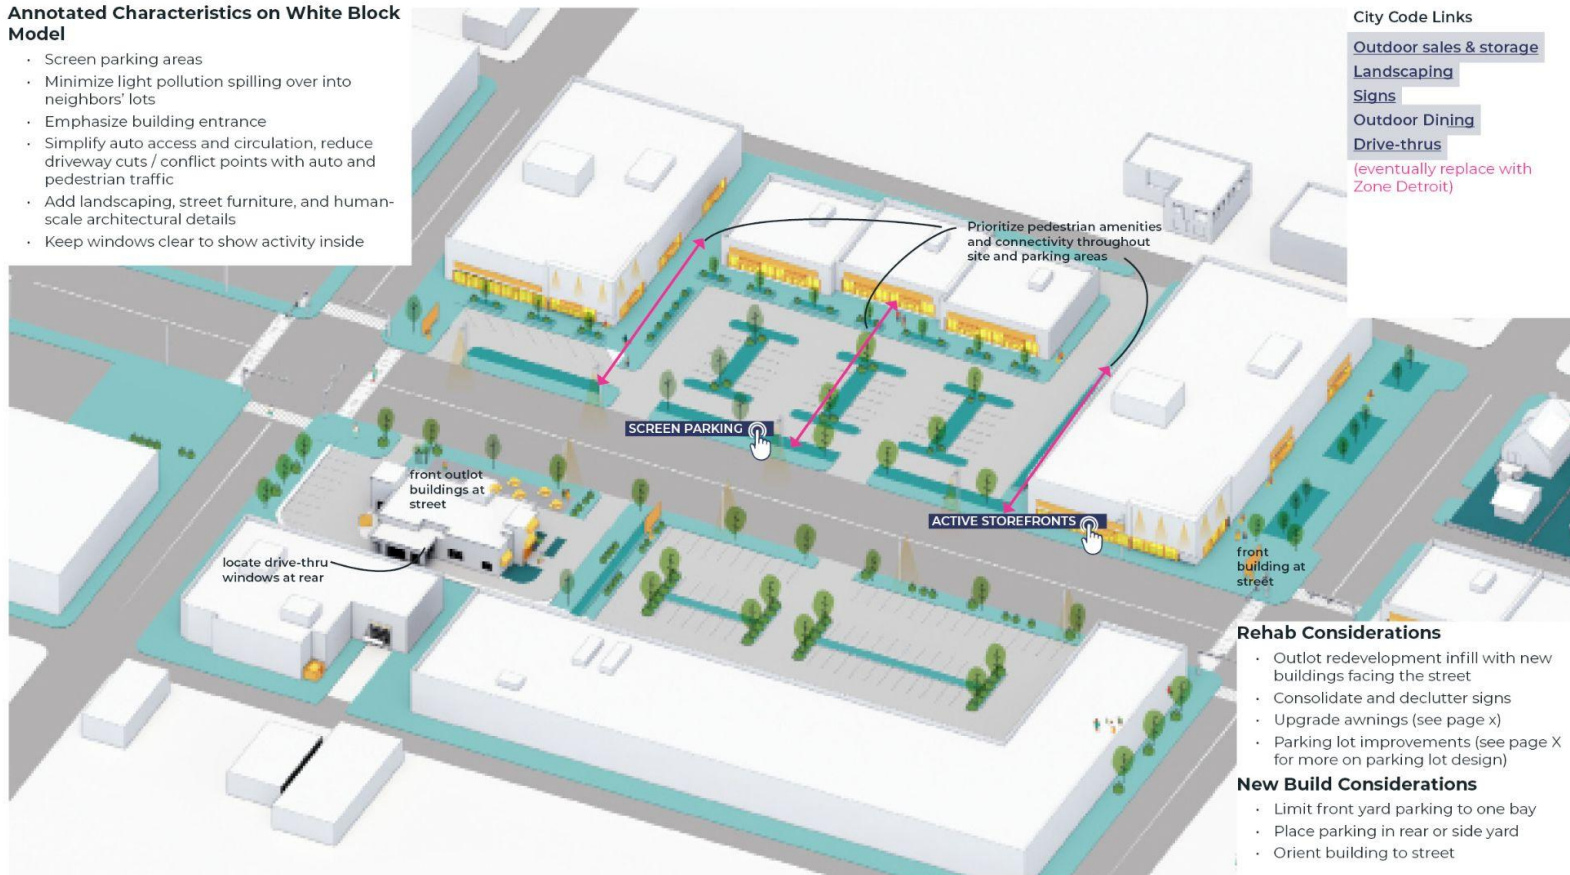 Annotated Characteristics on White Block
Model
• Screen parking areas
• Minimize light pollution spilling over into
neighbors' lots
• Emphasize building entrance
• Simplify auto access and circulation, reduce
driveway cuts / conflict points with auto and
pedestrian traffic
• Add landscaping, street furniture, and human-
scale architectural details
• Keep windows clear to show activity inside
City Code Links
Outdoor sales & storage
Landscaping
Signs
Outdoor Dining
Drive-thrus
(eventually replace with
Zone Detroit)
Prioritize pedestrian amenities
and connectivity throughout
site and parking areas
SCREEN PARKING
front outlot
buildings at
street
ACTIVE STOREFRONTS
locate drive-thru
windows at rear
front
building at
street
Rehab Considerations
• Outlot redevelopment infill with new
buildings facing the street
• Consolidate and declutter signs
• Upgrade awnings (see page x)
• Parking lot improvements (see page X
for more on parking lot design)
New Build Considerations
• Limit front yard parking to one bay
• Place parking in rear or side yard
• Orient building to street